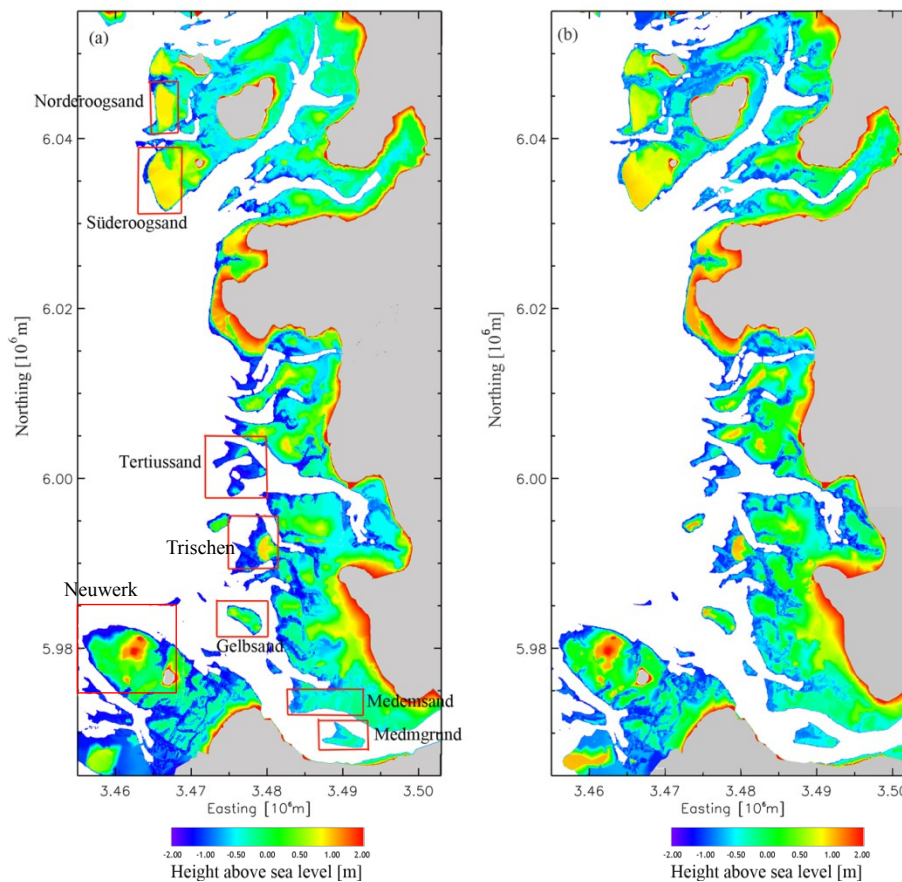 (a)
(b)
Norderoogsand
6.04
6.04
Süderoogsand
6.02
6.02
Northing [10⁶m]
Northing [10⁶m]
Tertiussand
6.00
6.00
Trischen
Neuwerk
5.98
5.98
Gelbsand
Medemsand
Medmgrund
3.46 3.47 3.48 3.49 3.50
3.46 3.47 3.48 3.49 3.50
Easting [10⁶m]
Easting [10⁶m]
-2.00 -1.00 0.00 0.50 1.00 2.00
-2.00 -1.00 0.00 0.50 1.00 2.00
Height above sea level [m]
Height above sea level [m]